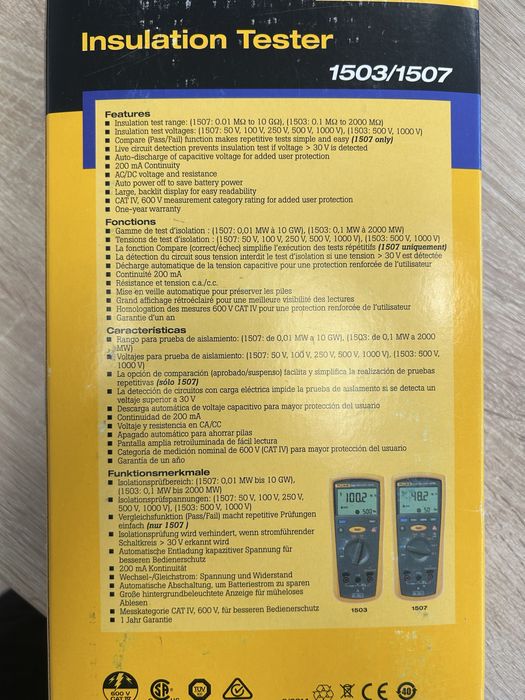 Insulation Tester
1503/1507
Features
■ Insulation test range: (1507: 0.01 MΩ to 10 GΩ), (1503: 0.1 MΩ to 2000 MΩ)
■ Insulation test voltages: (1507: 50 V, 100 V, 250 V, 500 V, 1000 V), (1503: 500 V, 1000 V)
■ Compare (Pass/Fail) function makes repetitive tests simple and easy (1507 only)
■ Live circuit detection prevents insulation test if voltage > 30 V is detected
■ Auto-discharge of capacitive voltage for added user protection
■ 200 mA Continuity
■ AC/DC voltage and resistance
■ Auto power off to save battery power
■ Large, backlit display for easy readability
■ CAT IV, 600 V measurement category rating for added user protection
■ One-year warranty
Fonctions
■ Gamme de test d'isolation : (1507: 0,01 MW à 10 GW), (1503: 0,1 MW à 2000 MW)
■ Tensions de test d'isolation : (1507: 50 V, 100 V, 250 V, 500 V, 1000 V), (1503: 500 V, 1000 V)
■ La fonction Compare (correct/échec) simplifie l'exécution des tests répétitifs (1507 uniquement)
■ La détection du circuit sous tension interdit le test d'isolation si une tension > 30 V est détectée
■ Décharge automatique de la tension capacitive pour une protection renforcée de l'utilisateur
■ Continuité 200 mA
■ Résistance et tension c.a./c.c.
■ Mise en veille automatique pour préserver les piles
■ Grand affichage rétroéclairé pour une meilleure visibilité des lectures
■ Homologation des mesures 600 V CAT IV pour une protection renforcée de l'utilisateur
■ Garantie d'un an
Características
■ Rango para prueba de aislamiento: (1507: de 0,01 MW a 10 GW), (1503: de 0,1 MW a 2000
MW)
■ Voltajes para prueba de aislamiento: (1507: 50 V, 100 V, 250 V, 500 V, 1000 V), (1503: 500 V,
1000 V)
■ La opción de comparación (aprobado/suspenso) facilita y simplifica la realización de pruebas
repetitivas (sólo 1507)
■ La detección de circuitos con carga eléctrica impide la prueba de aislamiento si se detecta un
voltaje superior a 30 V
■ Descarga automática de voltaje capacitivo para mayor protección del usuario
■ Continuidad de 200 mA
■ Voltaje y resistencia en CA/CC
■ Apagado automático para ahorrar pilas
■ Pantalla amplia retroiluminada de fácil lectura
■ Categoría de medición nominal de 600 V (CAT IV) para mayor protección del usuario
■ Garantía de un año
Funktionsmerkmale
■ Isolationsprüfbereich: (1507: 0,01 MW bis 10 GW),
(1503: 0,1 MW bis 2000 MW)
■ Isolationsprüfspannungen: (1507: 50 V, 100 V, 250 V,
500 V, 1000 V), (1503: 500 V, 1000 V)
■ Vergleichsfunktion (Pass/Fail) macht repetitive Prüfungen
einfach (nur 1507 )
■ Isolationsprüfung wird verhindert, wenn stromführender
Schaltkreis > 30 V erkannt wird
■ Automatische Entladung kapazitiver Spannung für
besseren Bedienerschutz
■ 200 mA Kontinuität
■ Wechsel-/Gleichstrom: Spannung und Widerstand
■ Automatische Abschaltung, um Batteriestrom zu sparen
■ Große hintergrundbeleuchtete Anzeige für müheloses
Ablesen
■ Messkategorie CAT IV, 600 V, für besseren Bedienerschutz
■ 1 Jahr Garantie
100.2
500
48.2
50
1503
1507
600 V
CAT IV
TÜV
CE
40